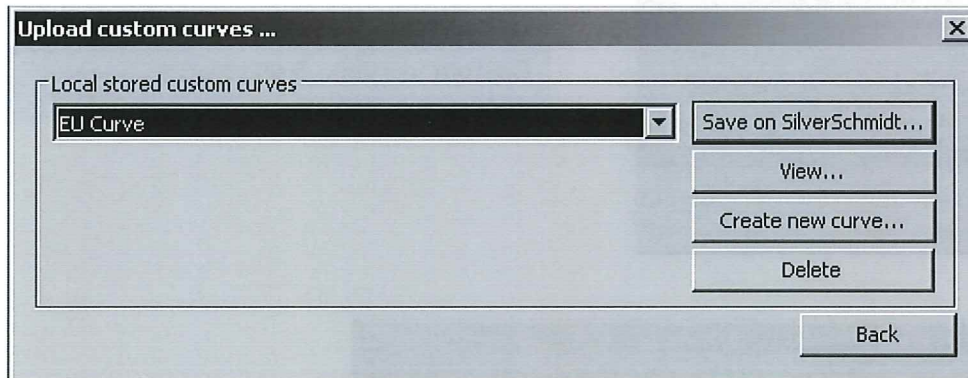 Upload custom curves ...
Local stored custom curves
EU Curve
Save on SilverSchmidt...
View...
Create new curve...
Delete
Back